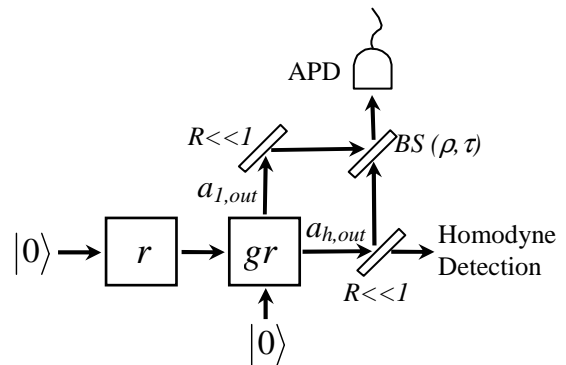 APD
R<<1
BS (ρ, τ)
a1,out
|0⟩
r
gr
ah,out
Homodyne
Detection
R<<1
|0⟩